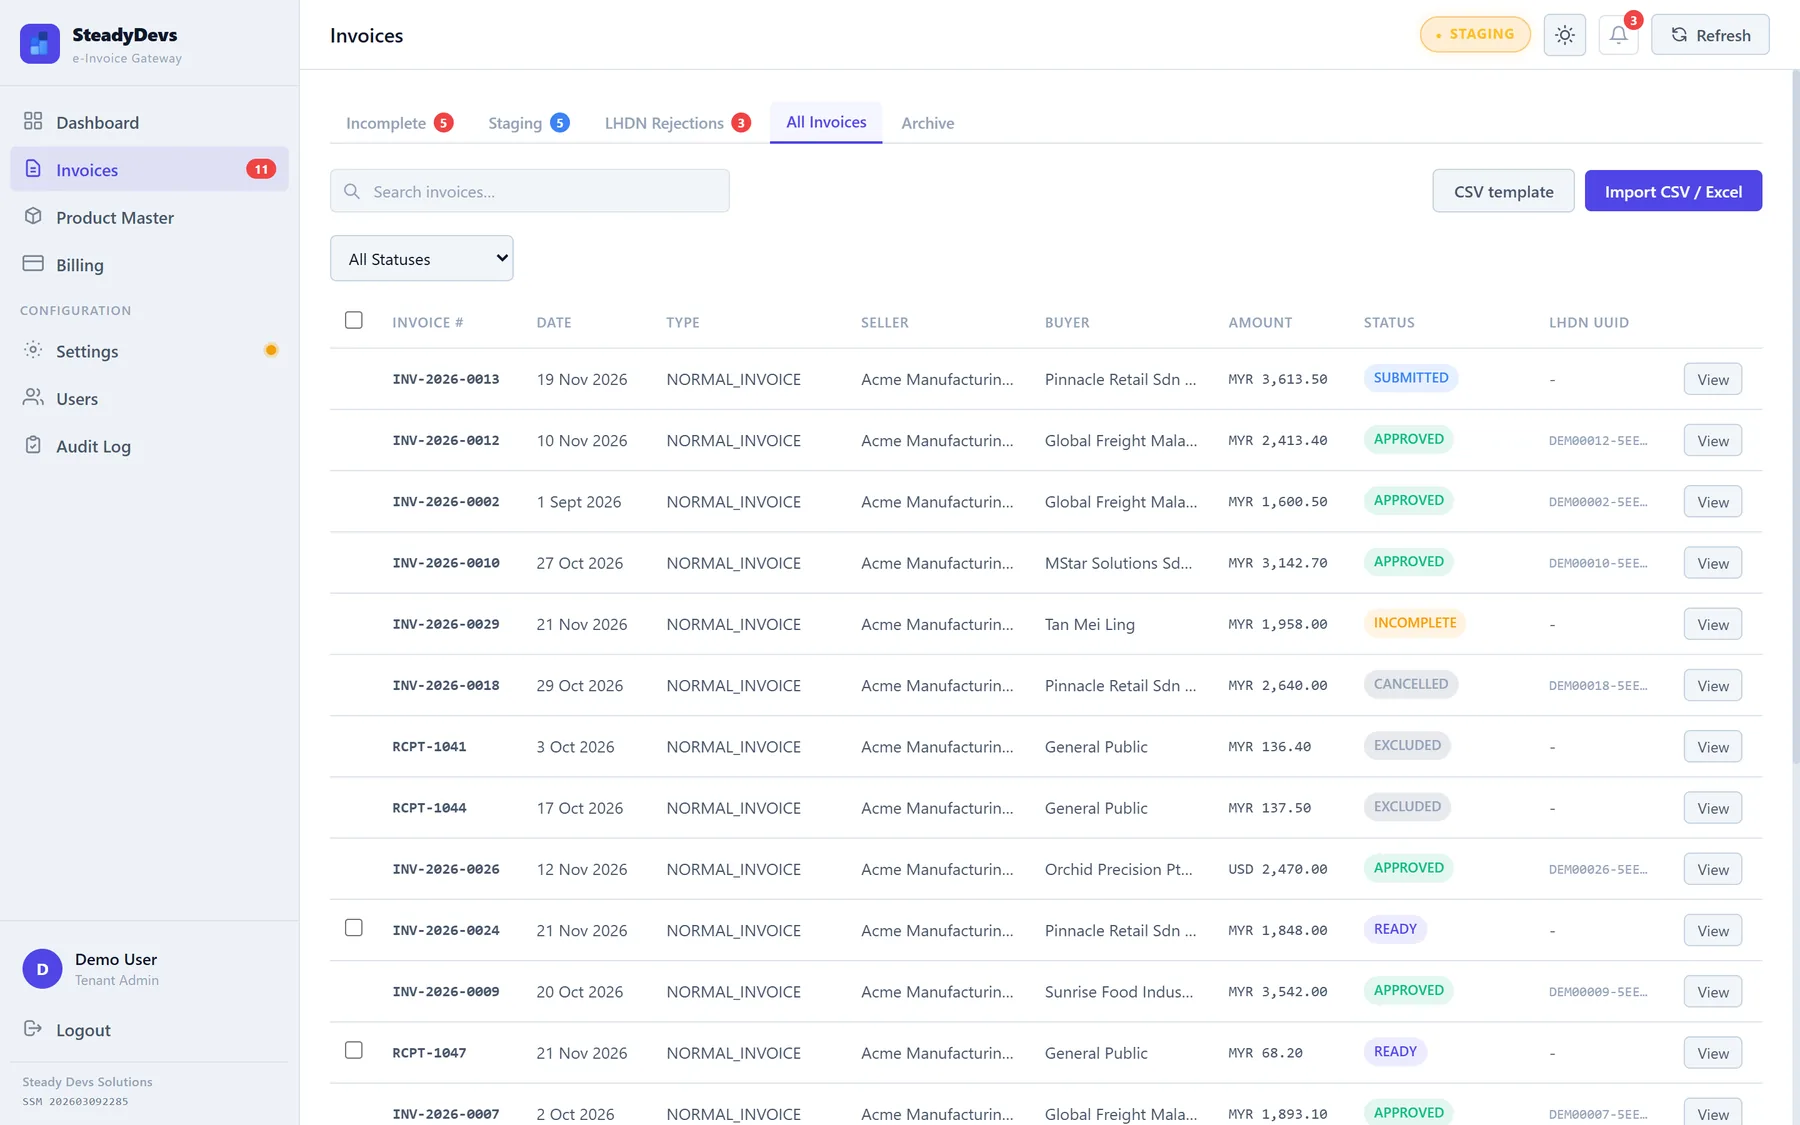 SteadyDevs
e-Invoice Gateway
Dashboard
Invoices 11
Product Master
Billing
CONFIGURATION
Settings
Users
Audit Log
D
Demo User
Tenant Admin
Logout
Steady Devs Solutions
SSM 202603092285
Invoices
• STAGING
3
Refresh
Incomplete 5 Staging 5 LHDN Rejections 3 All Invoices Archive
Search invoices...
CSV template
Import CSV / Excel
All Statuses
INVOICE # DATE TYPE SELLER BUYER AMOUNT STATUS LHDN UUID
INV-2026-0013 19 Nov 2026 NORMAL_INVOICE Acme Manufacturin... Pinnacle Retail Sdn ... MYR 3,613.50 SUBMITTED - View
INV-2026-0012 10 Nov 2026 NORMAL_INVOICE Acme Manufacturin... Global Freight Mala... MYR 2,413.40 APPROVED DEM00012-5EE... View
INV-2026-0002 1 Sept 2026 NORMAL_INVOICE Acme Manufacturin... Global Freight Mala... MYR 1,600.50 APPROVED DEM00002-5EE... View
INV-2026-0010 27 Oct 2026 NORMAL_INVOICE Acme Manufacturin... MStar Solutions Sd... MYR 3,142.70 APPROVED DEM00010-5EE... View
INV-2026-0029 21 Nov 2026 NORMAL_INVOICE Acme Manufacturin... Tan Mei Ling MYR 1,958.00 INCOMPLETE - View
INV-2026-0018 29 Oct 2026 NORMAL_INVOICE Acme Manufacturin... Pinnacle Retail Sdn ... MYR 2,640.00 CANCELLED DEM00018-5EE... View
RCPT-1041 3 Oct 2026 NORMAL_INVOICE Acme Manufacturin... General Public MYR 136.40 EXCLUDED - View
RCPT-1044 17 Oct 2026 NORMAL_INVOICE Acme Manufacturin... General Public MYR 137.50 EXCLUDED - View
INV-2026-0026 12 Nov 2026 NORMAL_INVOICE Acme Manufacturin... Orchid Precision Pt... USD 2,470.00 APPROVED DEM00026-5EE... View
INV-2026-0024 21 Nov 2026 NORMAL_INVOICE Acme Manufacturin... Pinnacle Retail Sdn ... MYR 1,848.00 READY - View
INV-2026-0009 20 Oct 2026 NORMAL_INVOICE Acme Manufacturin... Sunrise Food Indus... MYR 3,542.00 APPROVED DEM00009-5EE... View
RCPT-1047 21 Nov 2026 NORMAL_INVOICE Acme Manufacturin... General Public MYR 68.20 READY - View
INV-2026-0007 2 Oct 2026 NORMAL_INVOICE Acme Manufacturin... Global Freight Mala... MYR 1,893.10 APPROVED DEM00007-5EE... View